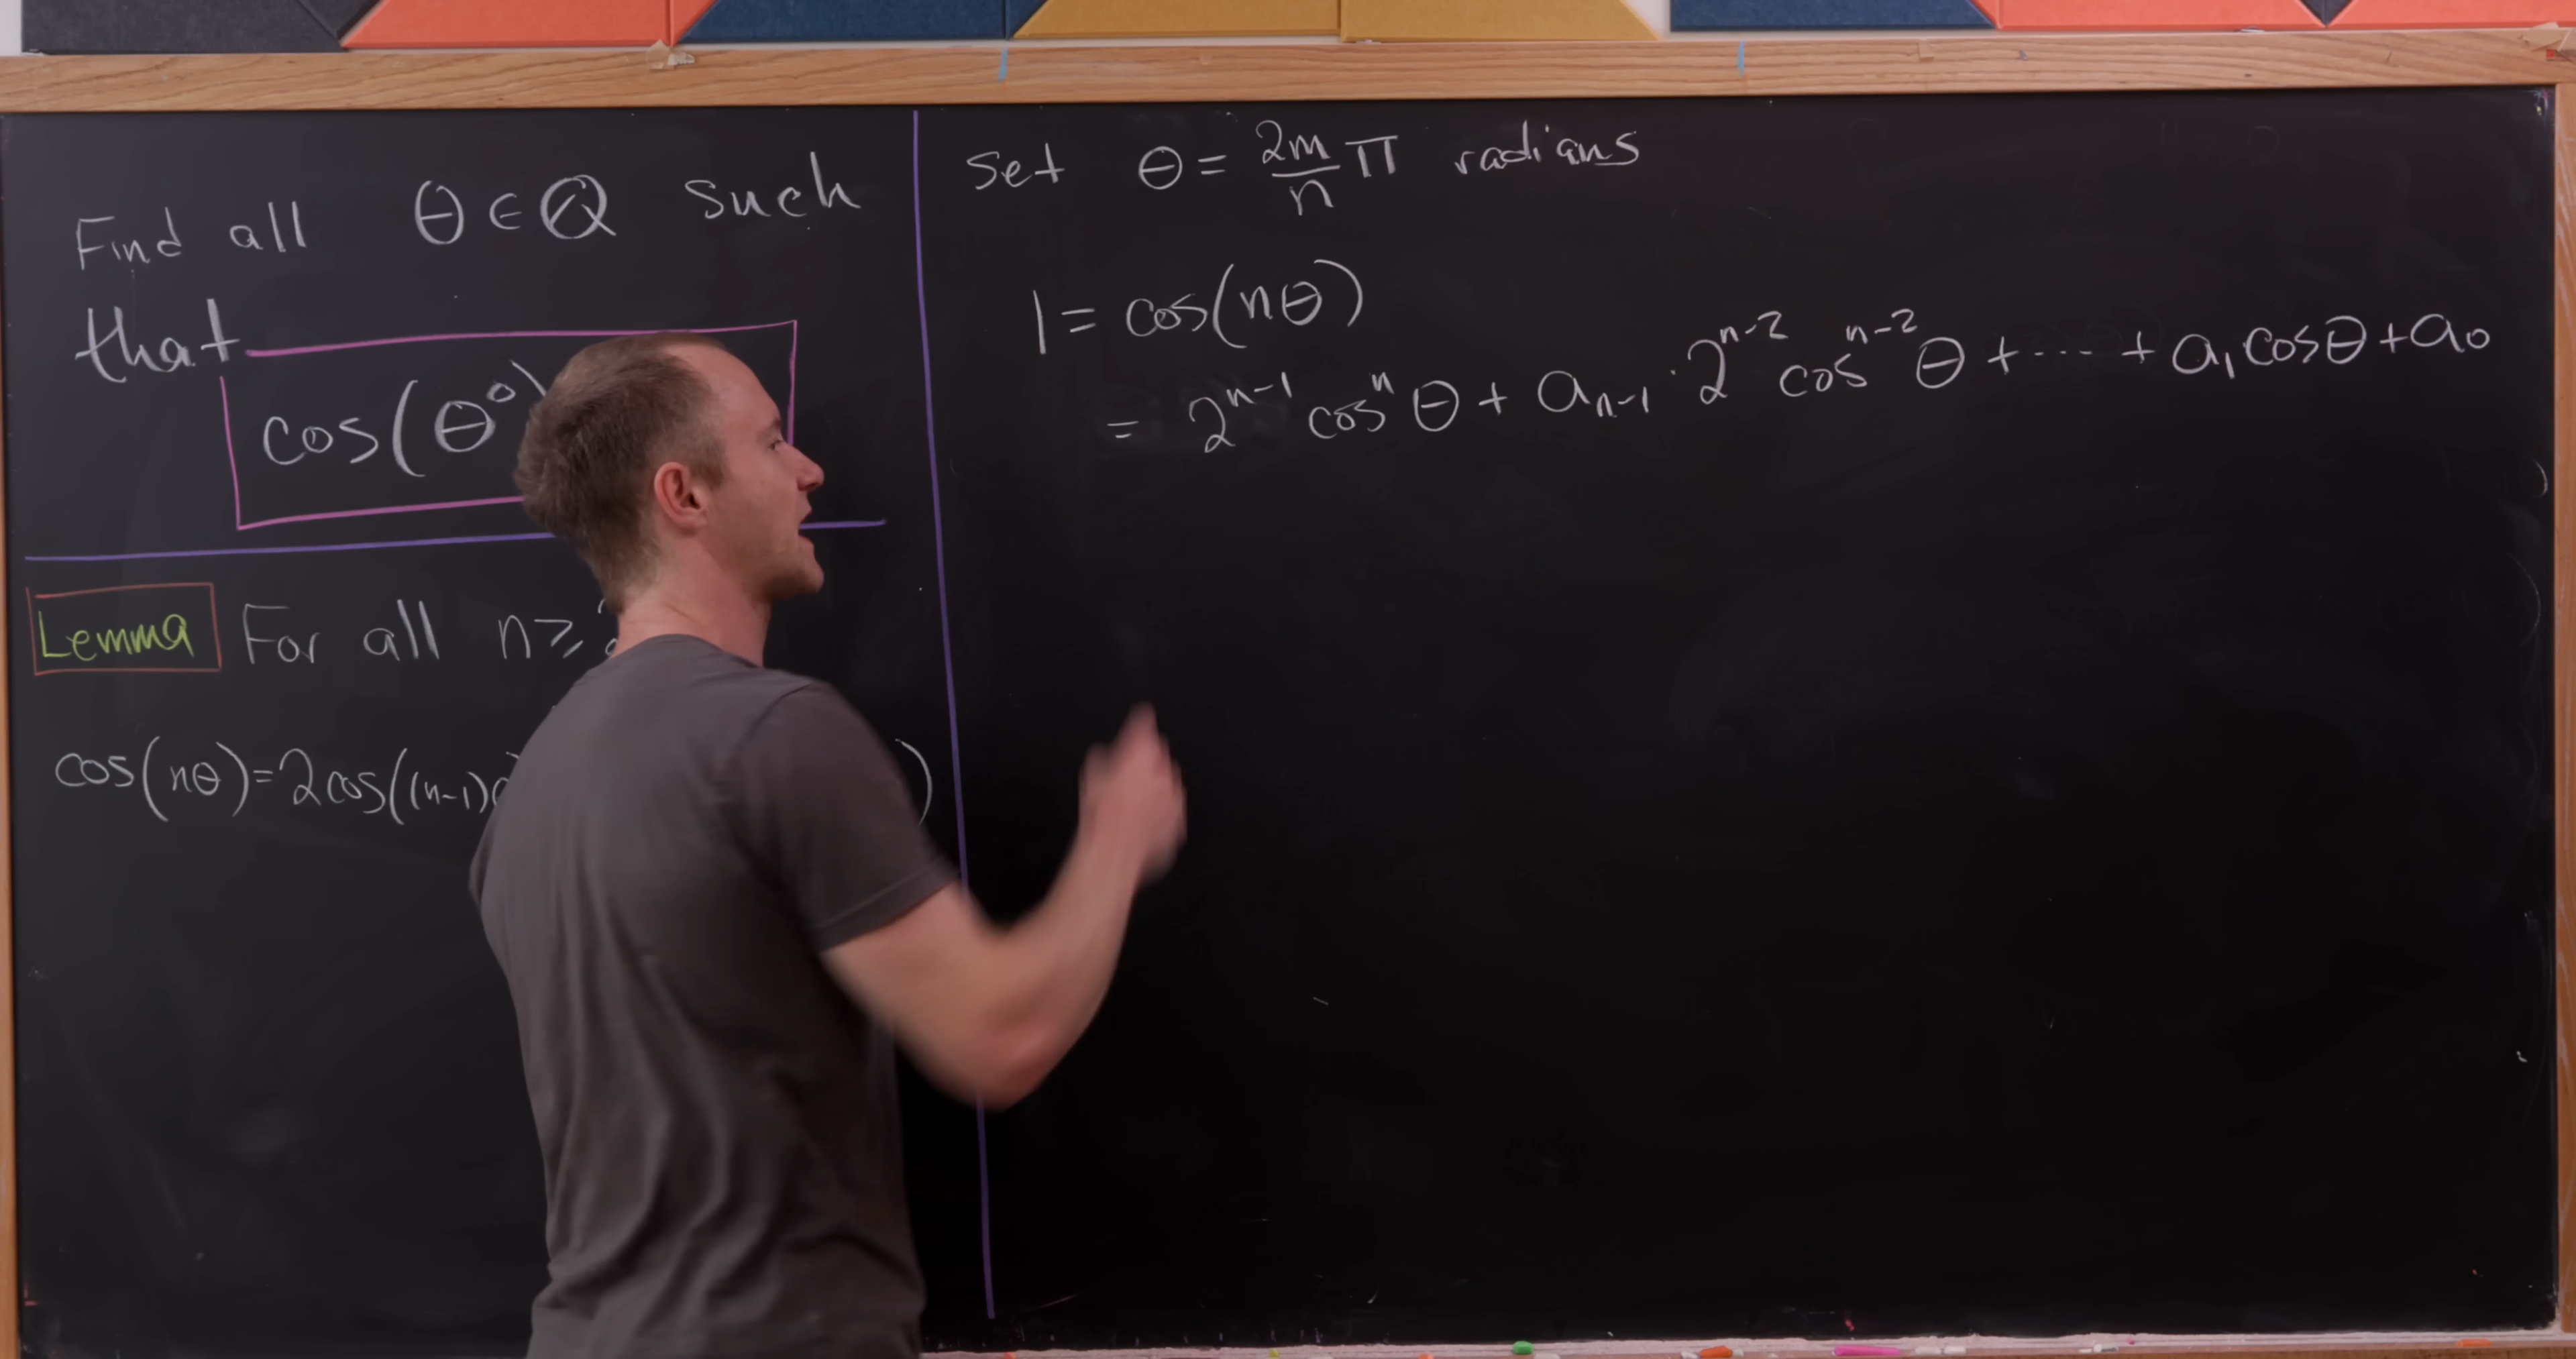 Find all θ ∈ ℚ such
that
cos(θ°)
Lemma For all n ≥
cos(nθ)=2cos((n-1) )
Set θ = 2m/n π radians
1 = cos(nθ)
= 2^{n-1} cos^n θ + a_{n-1} · 2^{n-2} cos^{n-2} θ + ··· + a_1 cosθ + a_0